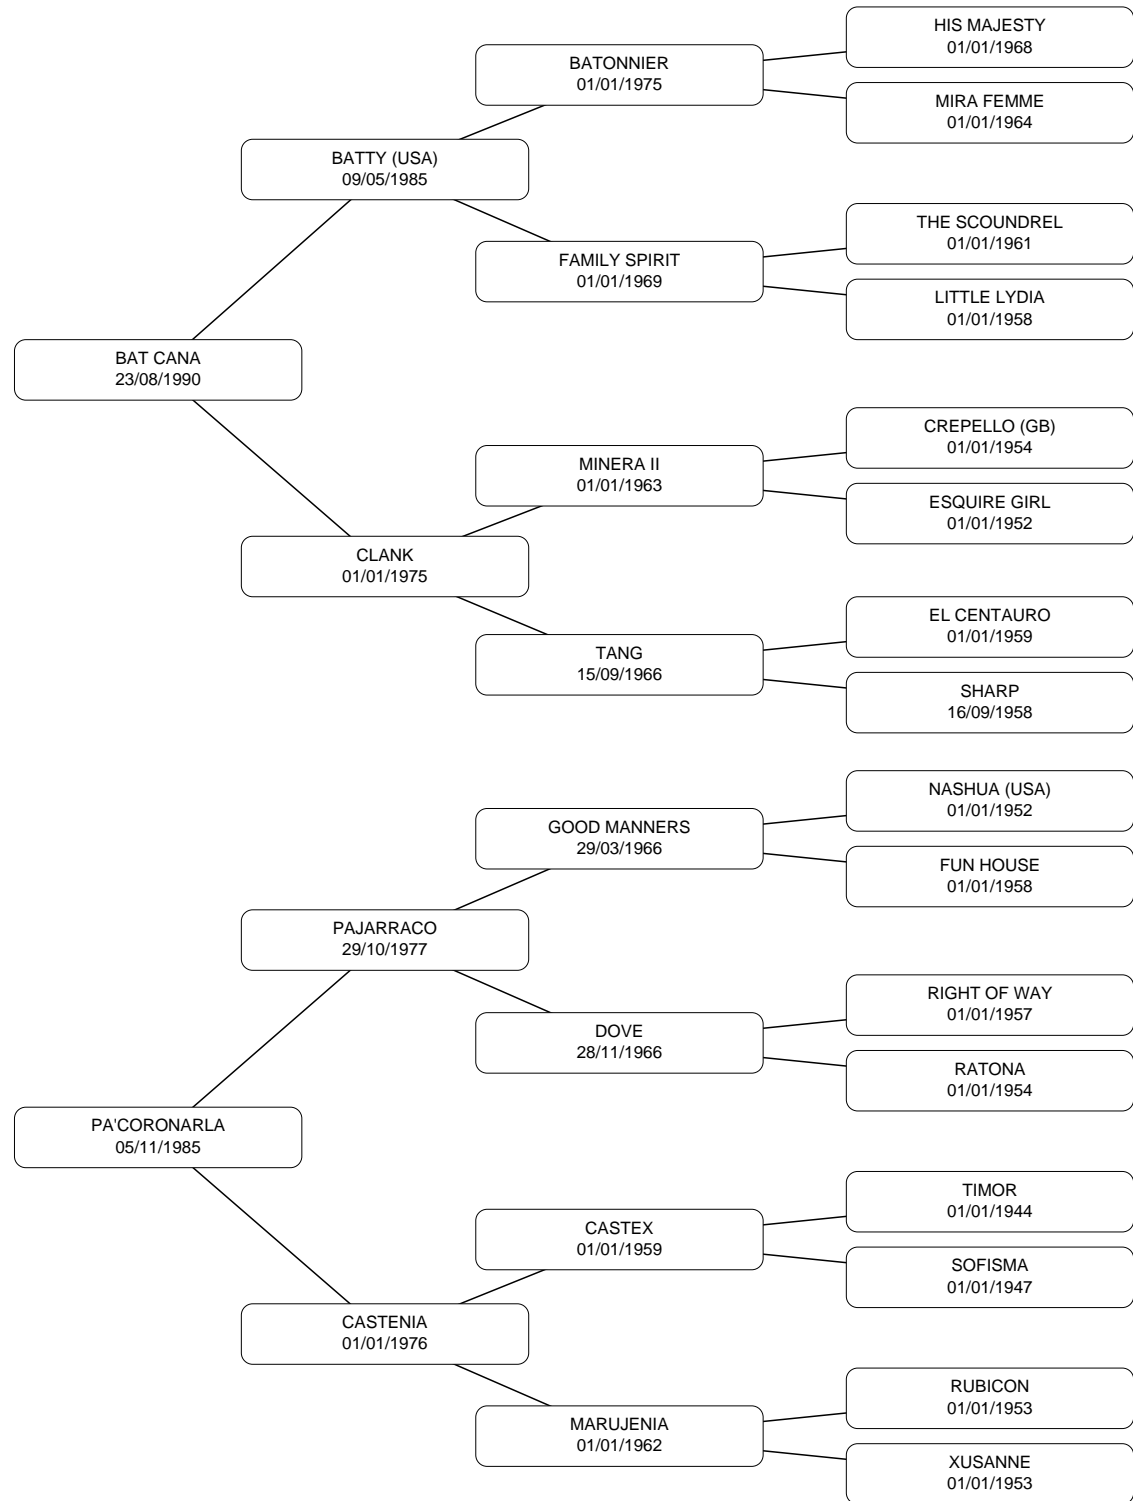 HIS MAJESTY
01/01/1968
BATONNIER
01/01/1975
MIRA FEMME
01/01/1964
BATTY (USA)
09/05/1985
THE SCOUNDREL
01/01/1961
FAMILY SPIRIT
01/01/1969
LITTLE LYDIA
01/01/1958
BAT CANA
23/08/1990
CREPELLO (GB)
01/01/1954
MINERA II
01/01/1963
ESQUIRE GIRL
01/01/1952
CLANK
01/01/1975
EL CENTAURO
01/01/1959
TANG
15/09/1966
SHARP
16/09/1958
NASHUA (USA)
01/01/1952
GOOD MANNERS
29/03/1966
FUN HOUSE
01/01/1958
PAJARRACO
29/10/1977
RIGHT OF WAY
01/01/1957
DOVE
28/11/1966
RATONA
01/01/1954
PA'CORONARLA
05/11/1985
TIMOR
01/01/1944
CASTEX
01/01/1959
SOFISMA
01/01/1947
CASTENIA
01/01/1976
RUBICON
01/01/1953
MARUJENIA
01/01/1962
XUSANNE
01/01/1953